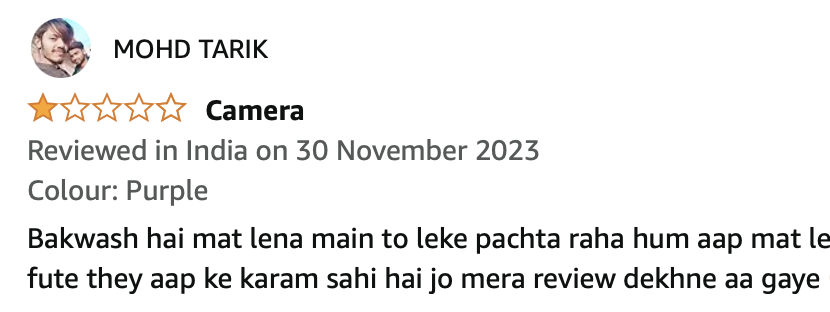 MOHD TARIK
Camera
Reviewed in India on 30 November 2023
Colour: Purple
Bakwash hai mat lena main to leke pachta raha hum aap mat le
fute they aap ke karam sahi hai jo mera review dekhne aa gaye